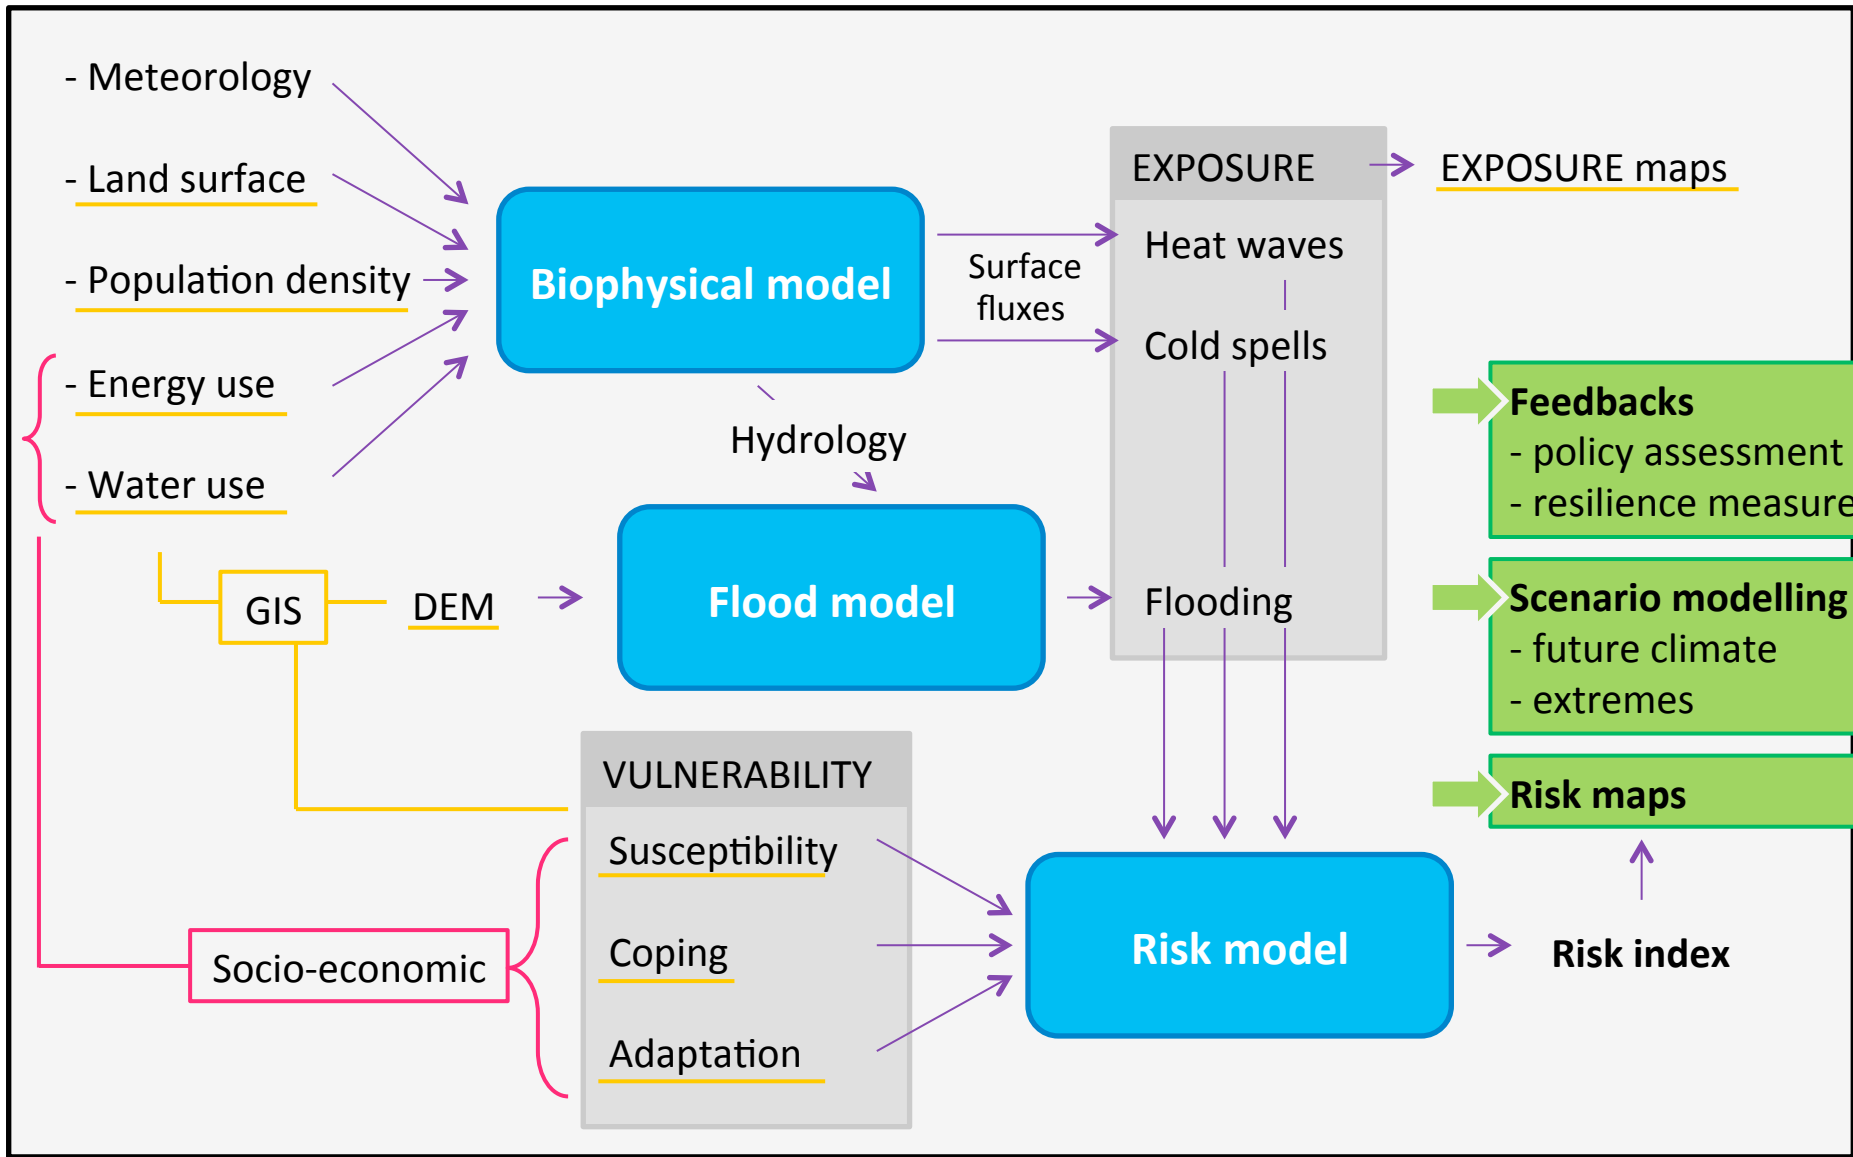 - Meteorology
- Land surface
- Population density
- Energy use
- Water use
Biophysical model
Surface
fluxes
Hydrology
EXPOSURE
Heat waves
Cold spells
Flooding
EXPOSURE maps
GIS
DEM
Flood model
Feedbacks
- policy assessment
- resilience measure
Scenario modelling
- future climate
- extremes
Risk maps
VULNERABILITY
Susceptibility
Coping
Adaptation
Socio-economic
Risk model
Risk index